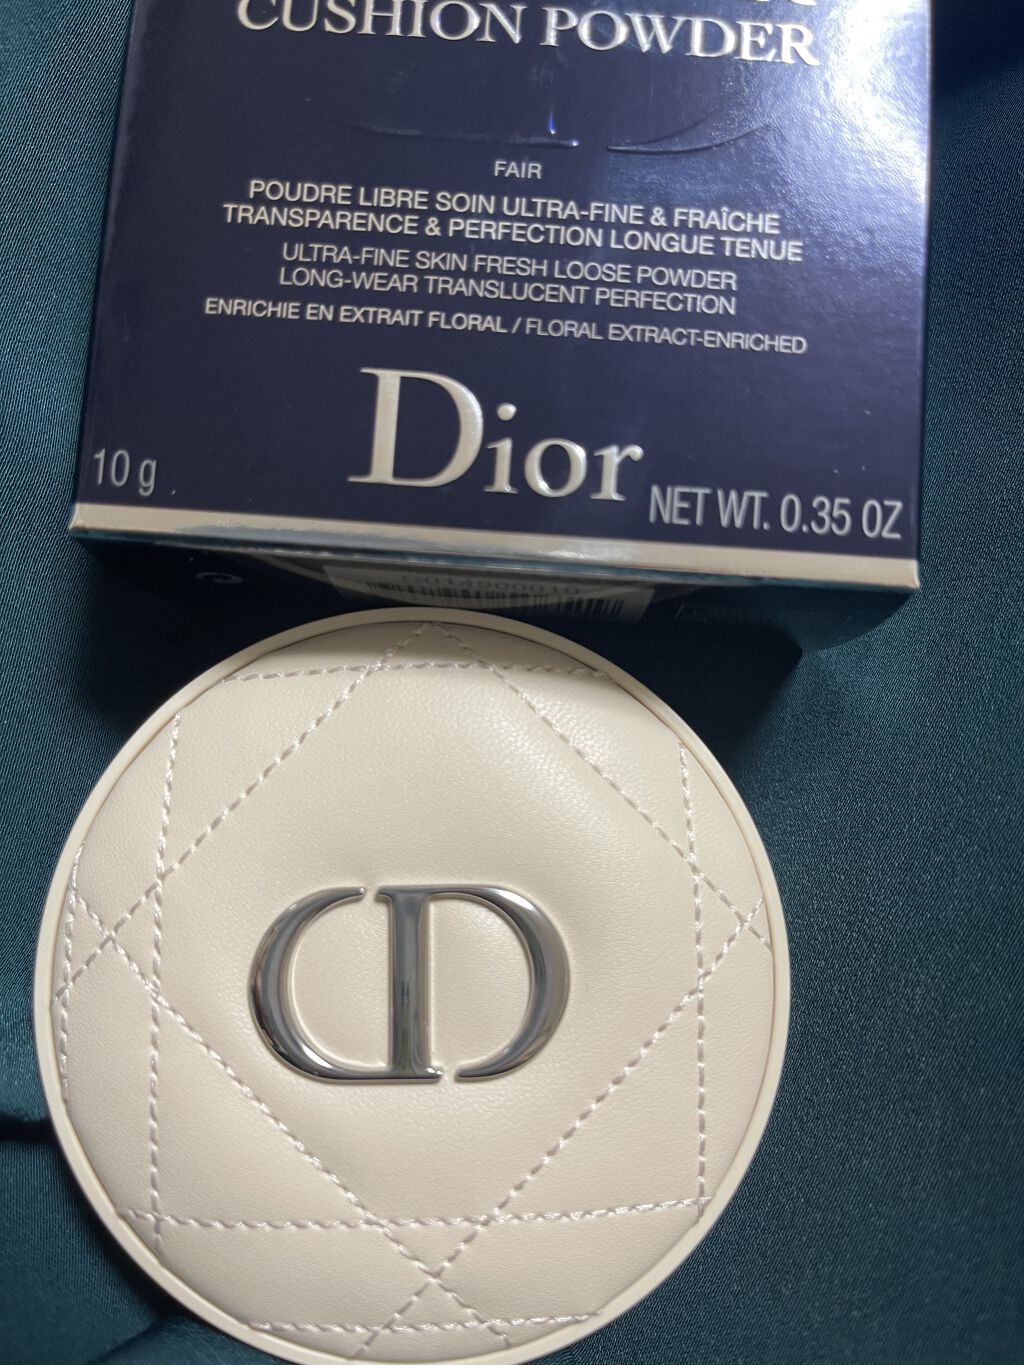 CUSHION POWDER
FAIR
POUDRE LIBRE SOIN ULTRA-FINE & FRAÎCHE
TRANSPARENCE & PERFECTION LONGUE TENUE
ULTRA-FINE SKIN FRESH LOOSE POWDER
LONG-WEAR TRANSLUCENT PERFECTION
ENRICHIE EN EXTRAIT FLORAL / FLORAL EXTRACT-ENRICHED
Dior
10 g
NET WT. 0.35 OZ
CD